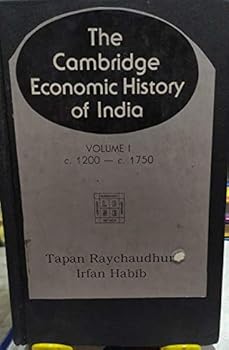 The
Cambridge
Economic History
of India
VOLUME I
c. 1200 — c. 1750
Tapan Raychaudhuri
Irfan Habib